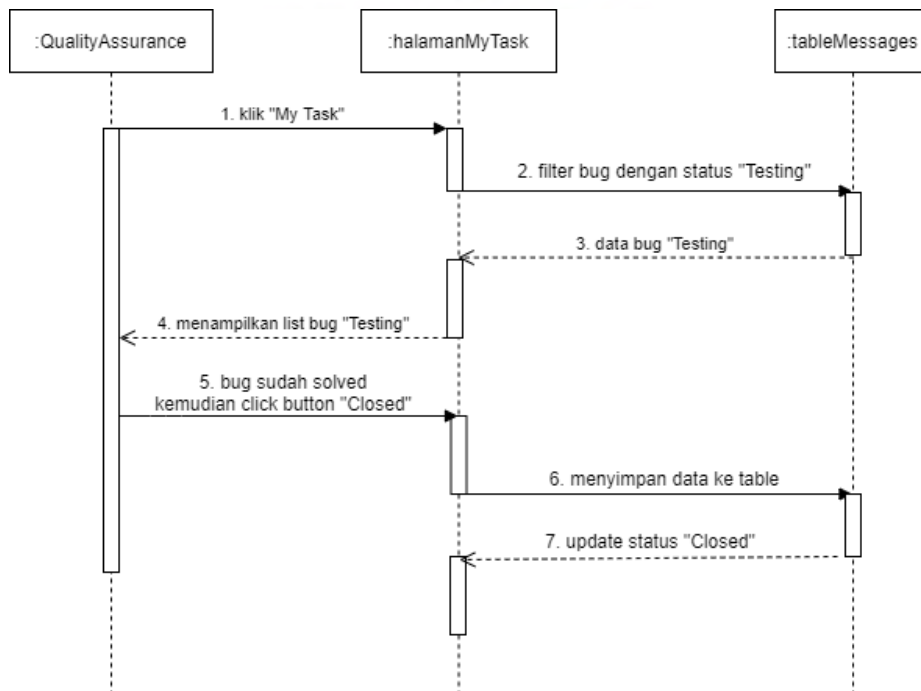 :QualityAssurance
:halamanMyTask
:tableMessages
1. klik "My Task"
2. filter bug dengan status "Testing"
3. data bug "Testing"
4. menampilkan list bug "Testing"
5. bug sudah solved
kemudian click button "Closed"
6. menyimpan data ke table
7. update status "Closed"